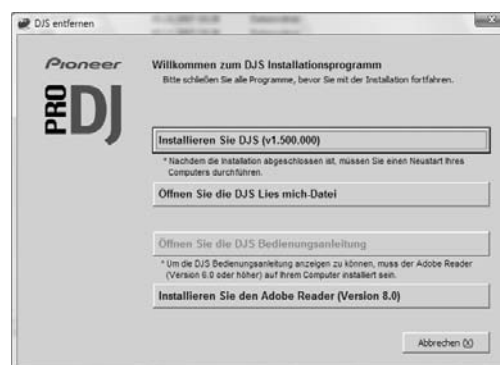 DJS entfernen
Pioneer
PRO DJ
Willkommen zum DJS Installationsprogramm
Bitte schließen Sie alle Programme, bevor Sie mit der Installation fortfahren.
Installieren Sie DJS (v1.500.000)
* Nachdem die Installation abgeschlossen ist, müssen Sie einen Neustart Ihres
Computers durchführen.
Öffnen Sie die DJS Lies mich-Datei
Öffnen Sie die DJS Bedienungsanleitung
* Um die DJS Bedienungsanleitung anzeigen zu können, muss der Adobe Reader
(Version 6.0 oder höher) auf Ihrem Computer installiert sein.
Installieren Sie den Adobe Reader (Version 8.0)
Abbrechen (X)